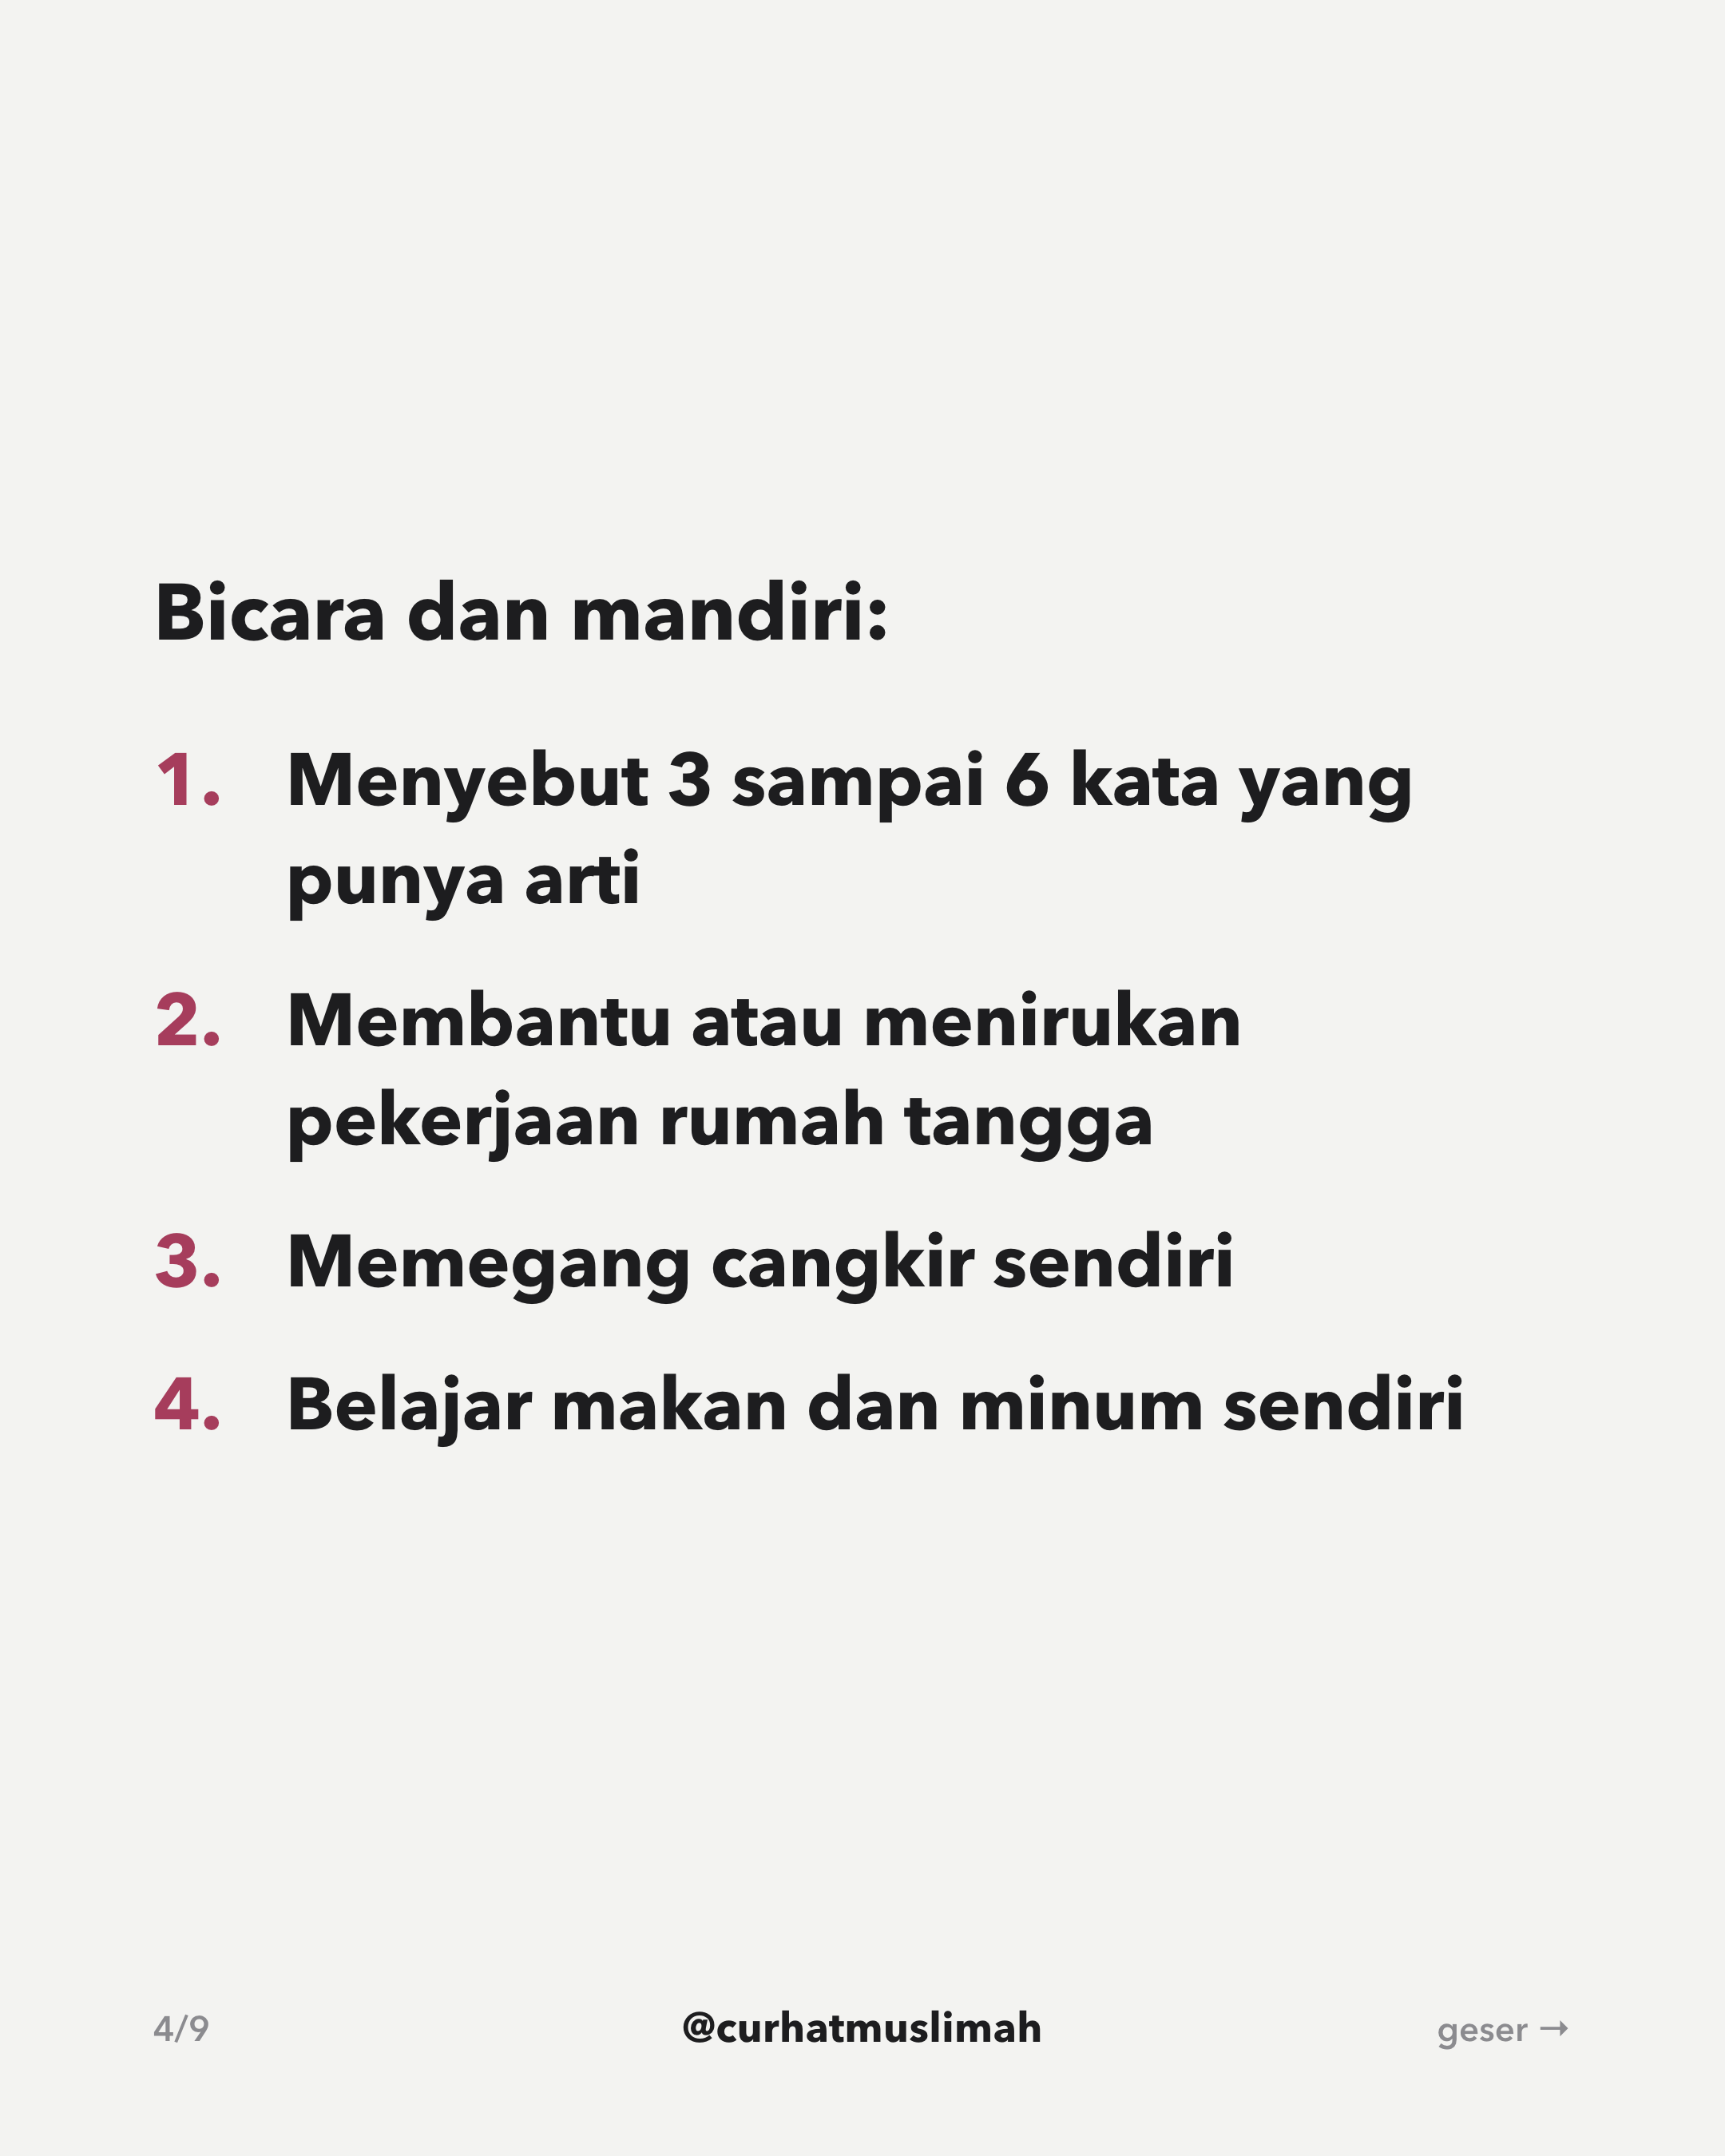 Bicara dan mandiri:
1. Menyebut 3 sampai 6 kata yang
punya arti
2. Membantu atau menirukan
pekerjaan rumah tangga
3. Memegang cangkir sendiri
4. Belajar makan dan minum sendiri
4/9 @curhatmuslimah geser →